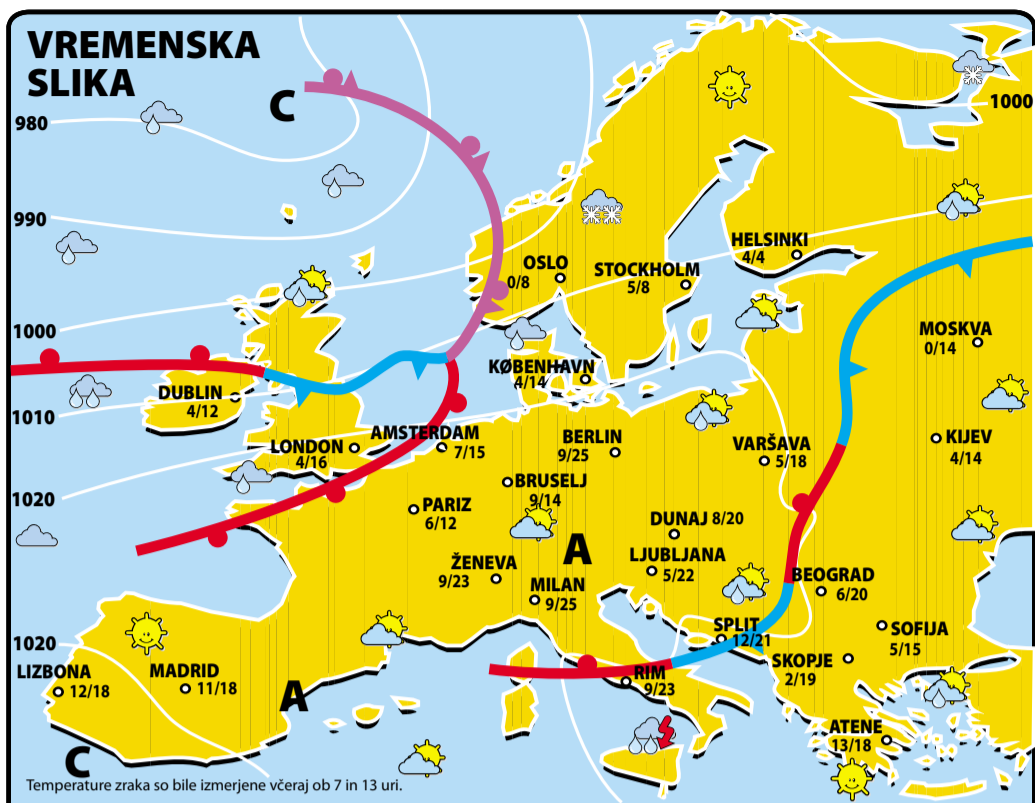 VREMENSKA
SLIKA
C
980
1000
990
HELSINKI
4/4
OSLO
0/8
STOCKHOLM
5/8
1000
MOSKVA
0/14
KØBENHAVN
4/14
DUBLIN
4/12
1010
LONDON
4/16
AMSTERDAM
7/15
BERLIN
9/25
VARŠAVA
5/18
KIJEV
4/14
BRUSELJ
9/14
1020
PARIZ
6/12
DUNAJ 8/20
A
LJUBLJANA
5/22
ŽENEVA
9/23
MILAN
9/25
BEOGRAD
6/20
SPLIT
12/21
SOFIJA
5/15
1020
LIZBONA
12/18
MADRID
11/18
A
RIM
9/23
SKOPJE
2/19
ATENE
13/18
C
Temperature zraka so bile izmerjene včeraj ob 7 in 13 uri.